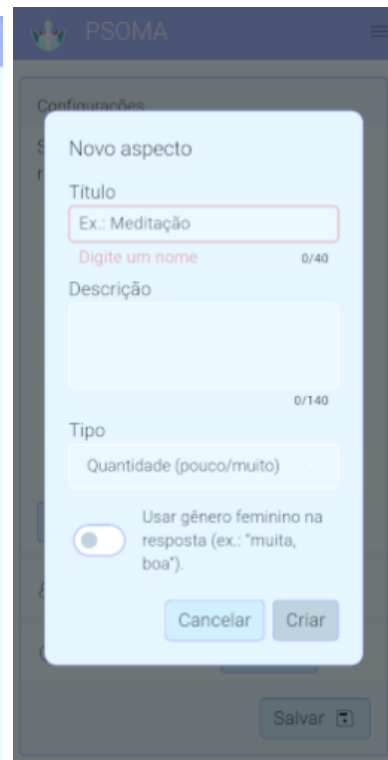 PSOMA
Configurações
S
r
Novo aspecto
Título
Ex.: Meditação
Digite um nome
0/40
Descrição
0/140
Tipo
Quantidade (pouco/muito)
Usar gênero feminino na
resposta (ex.: "muita,
boa").
Cancelar Criar
Salvar